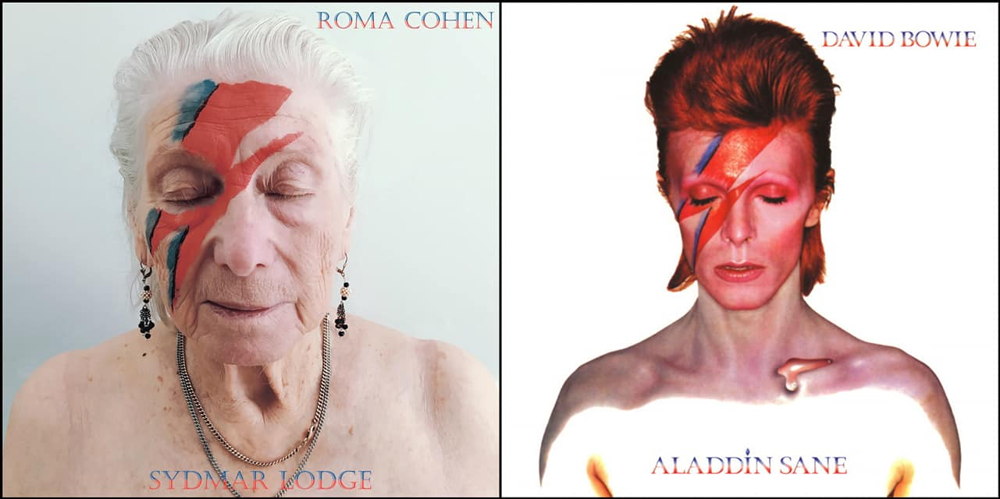 ROMA COHEN
SYDMAR LODGE
DAVID BOWIE
ALADDIN SANE